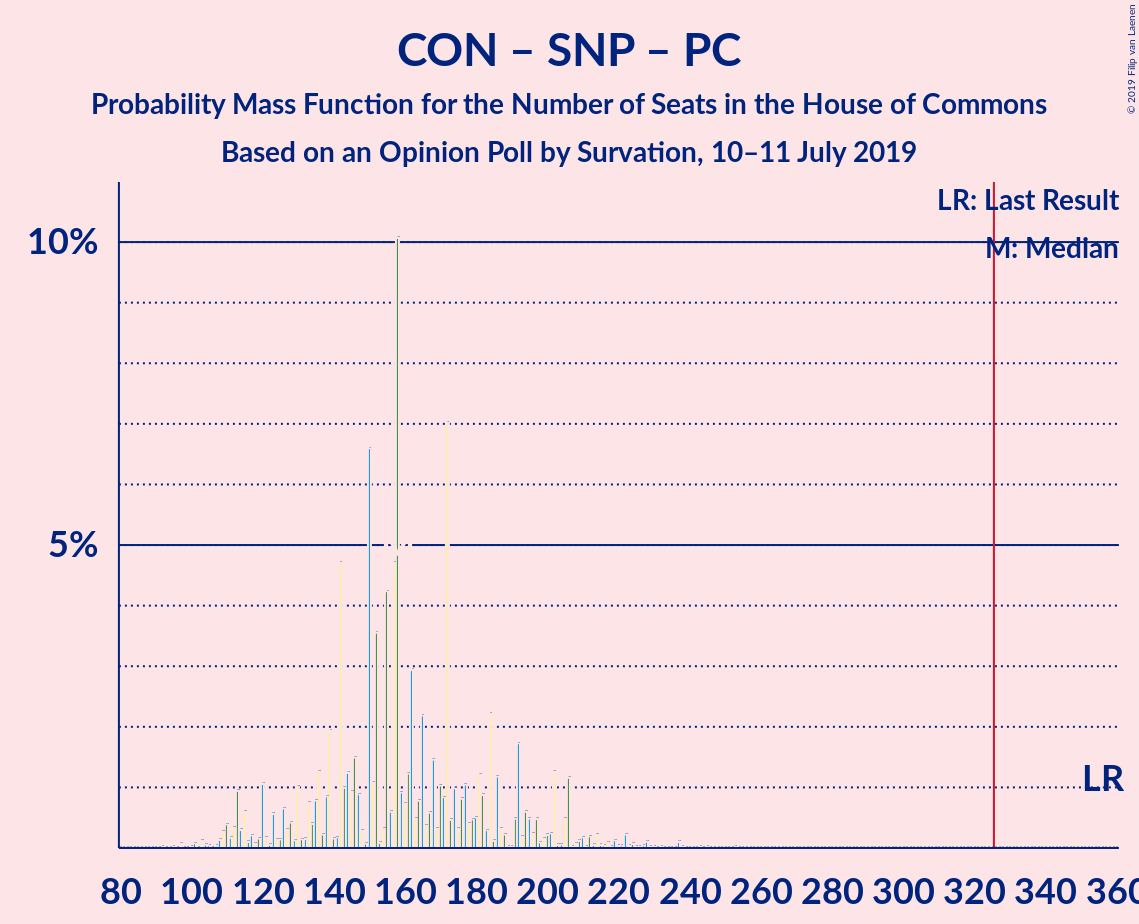 CON – SNP – PC
Probability Mass Function for the Number of Seats in the House of Commons
Based on an Opinion Poll by Survation, 10–11 July 2019
© 2019 Filip van Laenen
LR: Last Result
M: Median
10%
5%
LR
80 100 120 140 160 180 200 220 240 260 280 300 320 340 360